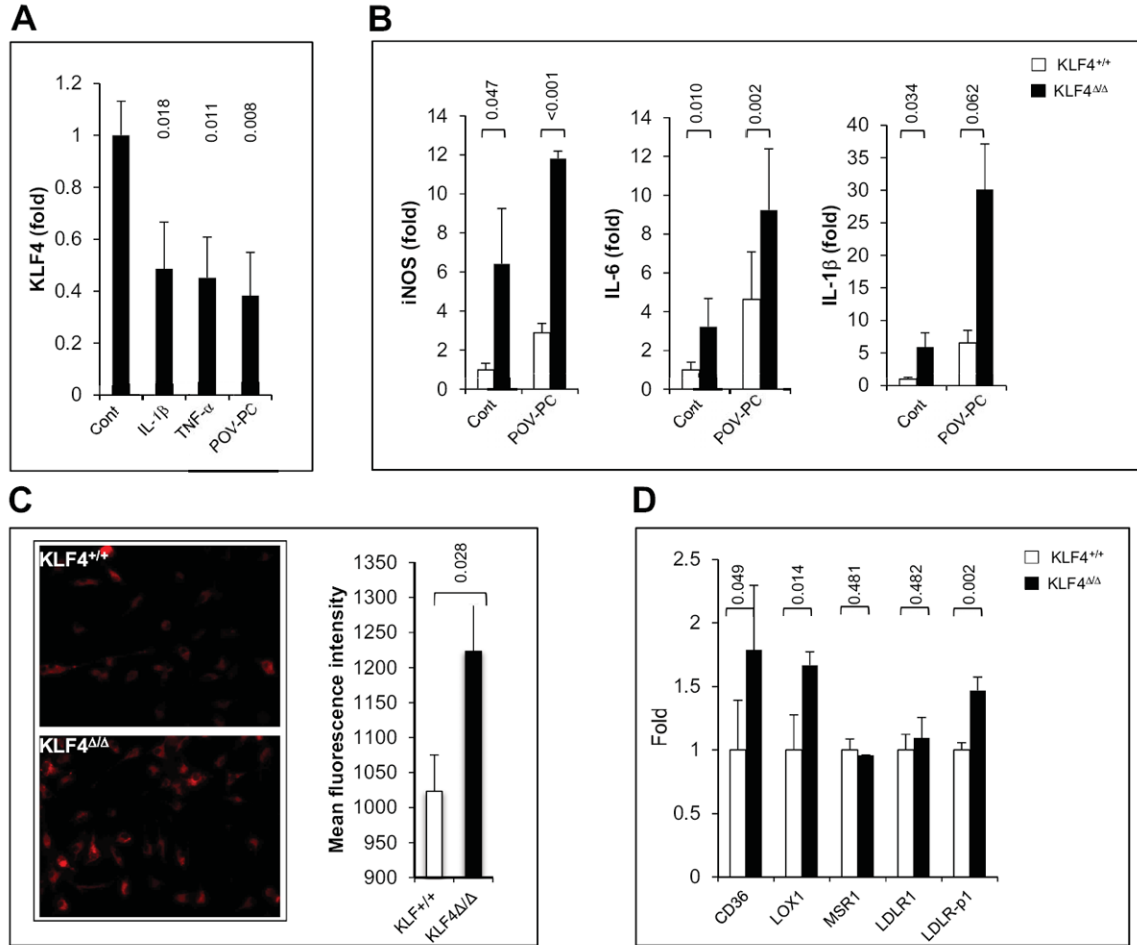 A
KLF4 (fold)
1.2
1
0.8
0.6
0.4
0.2
0
0.018
0.011
0.008
Cont
IL-1β
TNF-α
POV-PC
B
KLF4+/+
KLF4Δ/Δ
iNOS (fold)
14
12
10
8
6
4
2
0
0.047
<0.001
Cont
POV-PC
IL-6 (fold)
14
12
10
8
6
4
2
0
0.010
0.002
Cont
POV-PC
IL-1β (fold)
40
35
30
25
20
15
10
5
0
0.034
0.062
Cont
POV-PC
C
KLF4+/+
KLF4Δ/Δ
Mean fluorescence intensity
1350
1300
1250
1200
1150
1100
1050
1000
950
900
0.028
KLF+/+
KLF4Δ/Δ
D
KLF4+/+
KLF4Δ/Δ
Fold
2.5
2
1.5
1
0.5
0
0.049
0.014
0.481
0.482
0.002
CD36
LOX1
MSR1
LDLR1
LDLR-p1